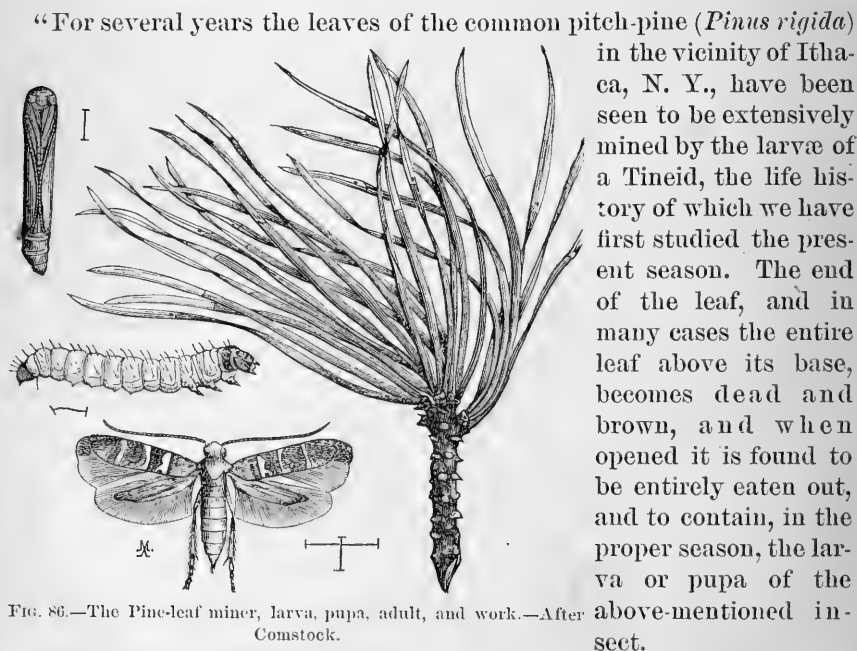 “For several years the leaves of the common pitch-pine (Pinus rigida)
in the vicinity of Itha-
ca, N. Y., have been
seen to be extensively
mined by the larvæ of
a Tineid, the life his-
tory of which we have
first studied the pres-
ent season. The end
of the leaf, and in
many cases the entire
leaf above its base,
becomes dead and
brown, and when
opened it is found to
be entirely eaten out,
and to contain, in the
proper season, the lar-
va or pupa of the
above-mentioned in-
sect.
FIG. 86.—The Pine-leaf miner, larva, pupa, adult, and work.—After
Comstock.